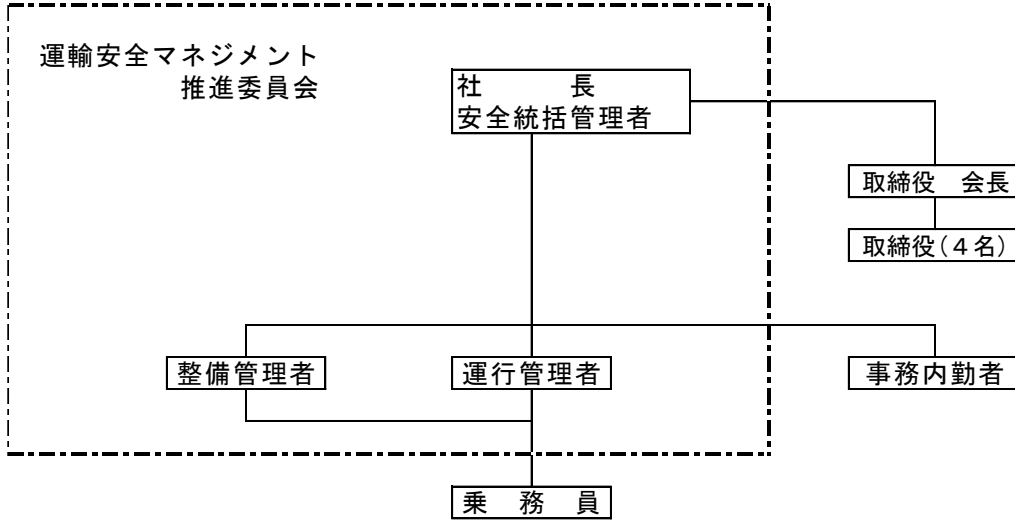 運輸安全マネジメント
推進委員会
社　　　長
安全統括管理者
取締役　会長
取締役(4名)
整備管理者
運行管理者
事務内勤者
乗　務　員